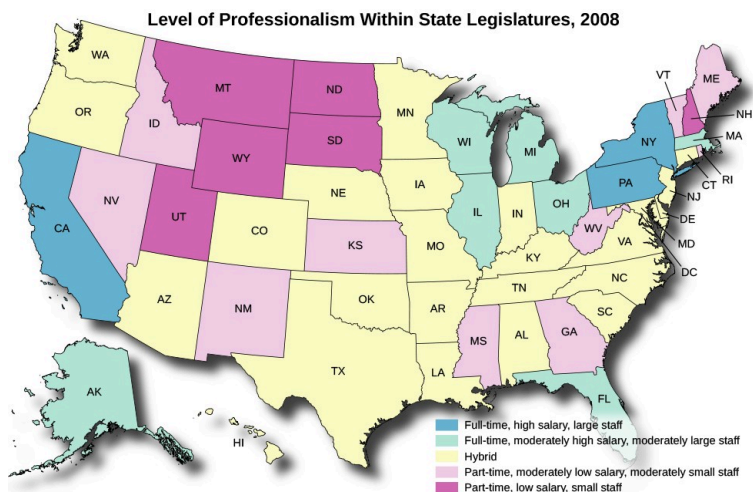 Level of Professionalism Within State Legislatures, 2008
WA
OR
ID
MT
ND
SD
WY
NV
UT
CA
CO
AZ
NM
NE
KS
OK
TX
MN
IA
MO
AR
LA
WI
IL
MI
IN
OH
KY
TN
MS
AL
GA
FL
SC
NC
VA
WV
PA
NY
VT
ME
NH
MA
RI
CT
NJ
DE
MD
DC
AK
HI
Full-time, high salary, large staff
Full-time, moderately high salary, moderately large staff
Hybrid
Part-time, moderately low salary, moderately small staff
Part-time, low salary, small staff